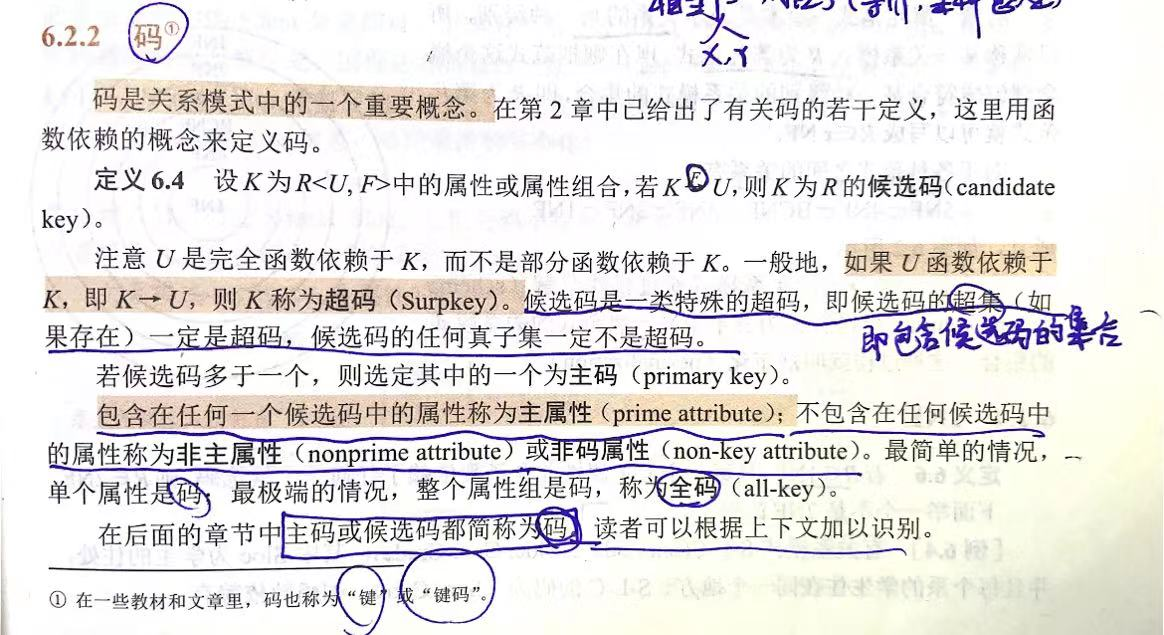 X,Y
6.2.2 码①
码是关系模式中的一个重要概念。在第 2 章中已给出了有关码的若干定义，这里用函
数依赖的概念来定义码。
定义 6.4 设 K 为 R<U, F>中的属性或属性组合，若 K F→ U，则 K 为 R 的候选码(candidate
key)。
注意 U 是完全函数依赖于 K，而不是部分函数依赖于 K。一般地，如果 U 函数依赖于
K，即 K→U，则 K 称为超码（Surpkey）。候选码是一类特殊的超码，即候选码的超集（如
果存在）一定是超码，候选码的任何真子集一定不是超码。
即包含候选码的集合
若候选码多于一个，则选定其中的一个为主码（primary key）。
包含在任何一个候选码中的属性称为主属性（prime attribute）；不包含在任何候选码中
的属性称为非主属性（nonprime attribute）或非码属性（non-key attribute）。最简单的情况，
单个属性是码；最极端的情况，整个属性组是码，称为全码（all-key）。
在后面的章节中主码或候选码都简称为码，读者可以根据上下文加以识别。
① 在一些教材和文章里，码也称为“键”或“键码”。